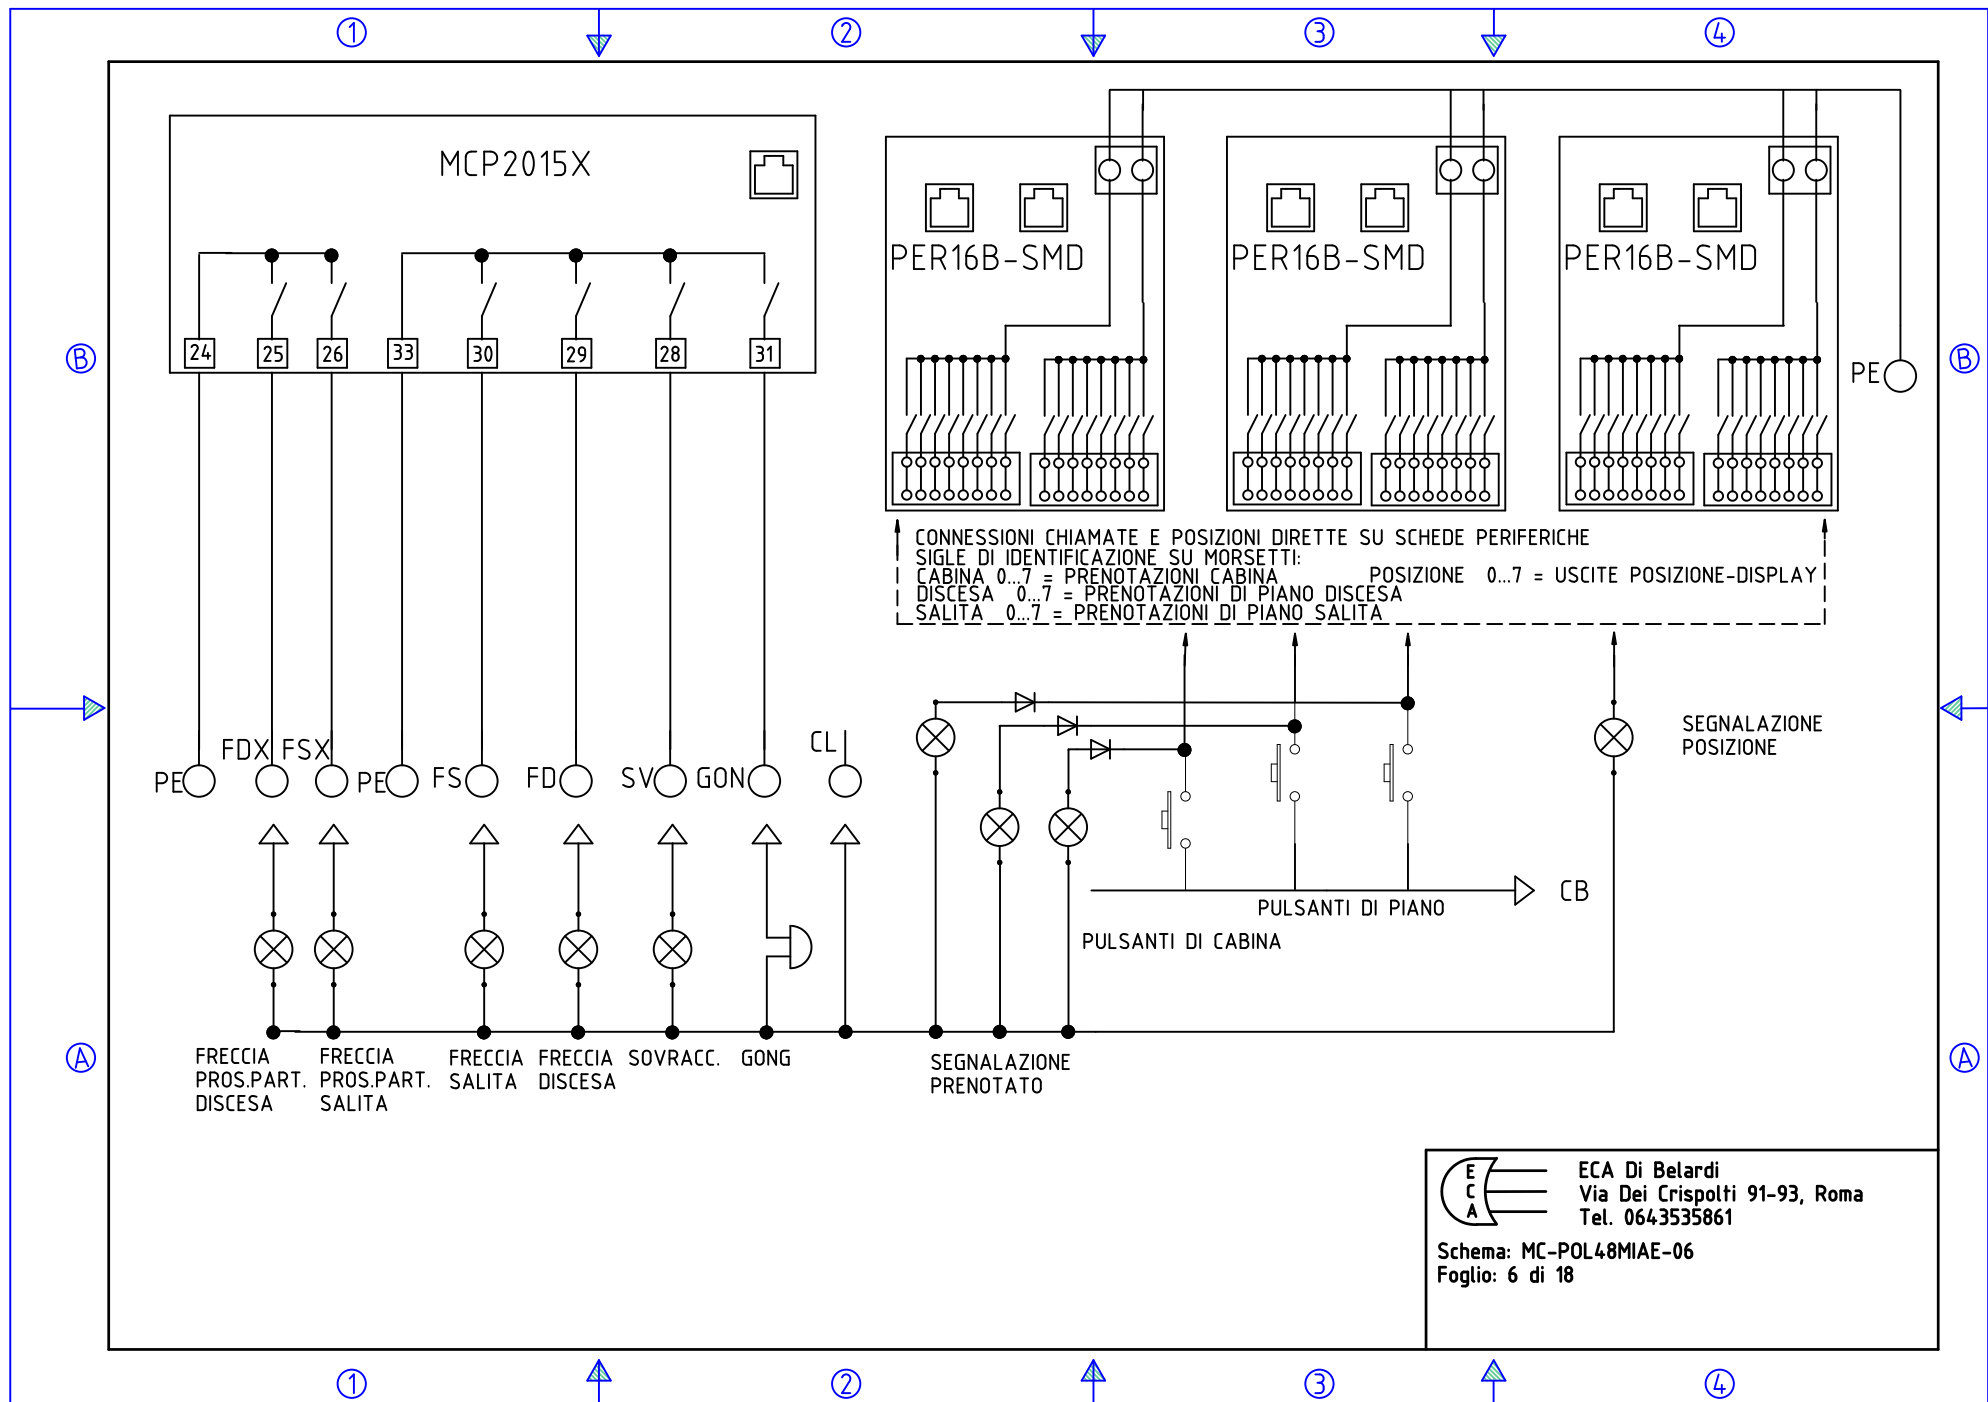 1 2 3 4
MCP2015X
PER16B-SMD PER16B-SMD PER16B-SMD
24 25 26 33 30 29 28 31
B B
PE
CONNESSIONI CHIAMATE E POSIZIONI DIRETTE SU SCHEDE PERIFERICHE
SIGLE DI IDENTIFICAZIONE SU MORSETTI:
CABINA 0...7 = PRENOTAZIONI CABINA POSIZIONE 0...7 = USCITE POSIZIONE-DISPLAY
DISCESA 0...7 = PRENOTAZIONI DI PIANO DISCESA
SALITA 0...7 = PRENOTAZIONI DI PIANO SALITA
SEGNALAZIONE
POSIZIONE
PE FDX FSX PE FS FD SV GON CL
CB
PULSANTI DI PIANO
PULSANTI DI CABINA
A A
FRECCIA
PROS.PART.
DISCESA
FRECCIA
PROS.PART.
SALITA
FRECCIA
SALITA
FRECCIA
DISCESA
SOVRACC.
GONG
SEGNALAZIONE
PRENOTATO
E
C
A
ECA Di Belardi
Via Dei Crispolti 91-93, Roma
Tel. 0643535861
Schema: MC-POL48MIAE-06
Foglio: 6 di 18
1 2 3 4